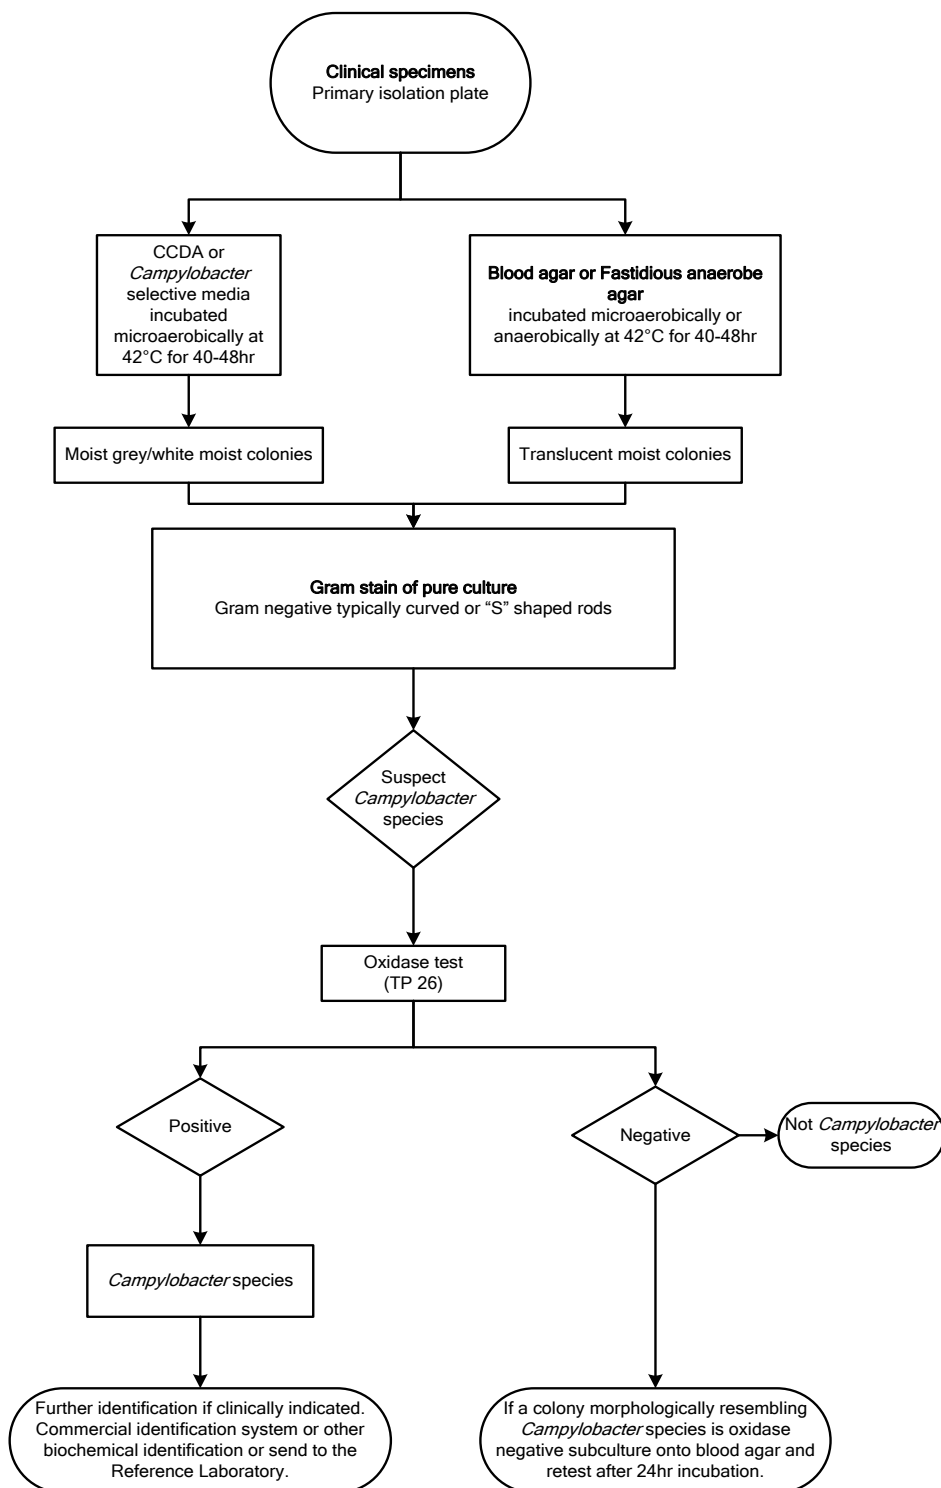 Clinical specimens
Primary isolation plate
CCDA or
Campylobacter
selective media
incubated
microaerobically at
42°C for 40-48hr
Blood agar or Fastidious anaerobe
agar
incubated microaerobically or
anaerobically at 42°C for 40-48hr
Moist grey/white moist colonies
Translucent moist colonies
Gram stain of pure culture
Gram negative typically curved or “S” shaped rods
Suspect
Campylobacter
species
Oxidase test
(TP 26)
Positive
Negative
Not Campylobacter
species
Campylobacter species
Further identification if clinically indicated.
Commercial identification system or other
biochemical identification or send to the
Reference Laboratory.
If a colony morphologically resembling
Campylobacter species is oxidase
negative subculture onto blood agar and
retest after 24hr incubation.